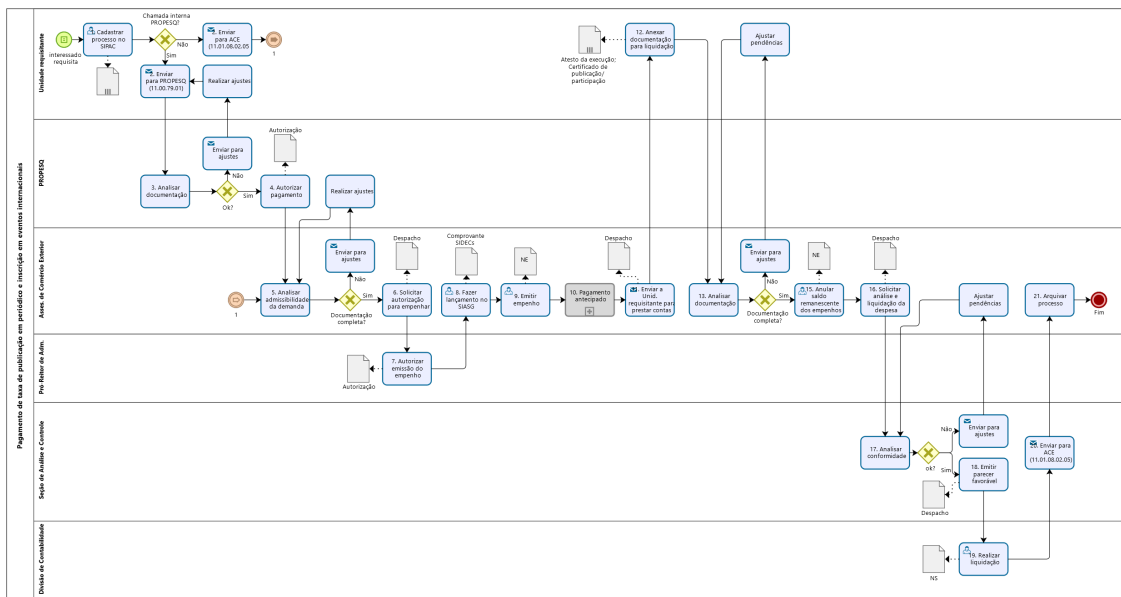 Pagamento de taxa de publicação em periódico e inscrição em eventos internacionais
Unidade requisitante
interessado
requisita
Cadastrar
processo no
SIPAC
Chamada interna
PROPESQ?
Não
Sim
Enviar
para ACE
(11.01.08.02.05
1
2. Enviar
para PROPESQ
(11.00.79.01)
Realizar ajustes
Atesto da execução;
Certificado de
publicação/
participação
12. Anexar
documentação
para liquidação
Ajustar
pendências
PROPESQ
3. Analisar
documentação
Ok?
Não
Sim
Enviar para
ajustes
Autorização
4. Autorizar
pagamento
Realizar ajustes
Asses. de Comércio Exterior
1
5. Analisar
admissibilidade
da demanda
Documentação
completa?
Não
Sim
Enviar para
ajustes
Despacho
6. Solicitar
autorização
para empenhar
Comprovante
SIDECs
8. Fazer
lançamento no
SIASG
NE
9. Emitir
empenho
10. Pagamento
antecipado
Despacho
11. Enviar a
Unid.
requisitante para
prestar contas
13. Analisar
documentação
Documentação
completa?
Não
Sim
Enviar para
ajustes
NE
15. Anular
saldo
remanescente
dos empenhos
Despacho
16. Solicitar
análise e
liquidação da
despesa
Ajustar
pendências
21. Arquivar
processo
Fim
Pró-Reitor de Adm.
Autorização
7. Autorizar
emissão do
empenho
Seção de Análise e Controle
17. Analisar
conformidade
ok?
Não
Sim
Enviar para
ajustes
18. Emitir
parecer
favorável
Despacho
20. Enviar para
ACE
(11.01.08.02.05)
Divisão de Contabilidade
NS
19. Realizar
liquidação